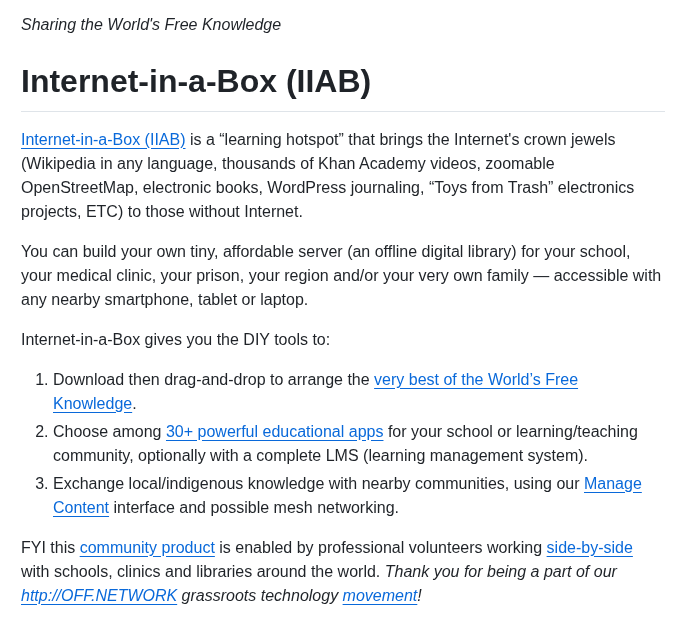 Sharing the World's Free Knowledge
Internet-in-a-Box (IIAB)
Internet-in-a-Box (IIAB) is a “learning hotspot” that brings the Internet's crown jewels
(Wikipedia in any language, thousands of Khan Academy videos, zoomable
OpenStreetMap, electronic books, WordPress journaling, “Toys from Trash” electronics
projects, ETC) to those without Internet.
You can build your own tiny, affordable server (an offline digital library) for your school,
your medical clinic, your prison, your region and/or your very own family — accessible with
any nearby smartphone, tablet or laptop.
Internet-in-a-Box gives you the DIY tools to:
1. Download then drag-and-drop to arrange the very best of the World’s Free
Knowledge.
2. Choose among 30+ powerful educational apps for your school or learning/teaching
community, optionally with a complete LMS (learning management system).
3. Exchange local/indigenous knowledge with nearby communities, using our Manage
Content interface and possible mesh networking.
FYI this community product is enabled by professional volunteers working side-by-side
with schools, clinics and libraries around the world. Thank you for being a part of our
http://OFF.NETWORK grassroots technology movement!